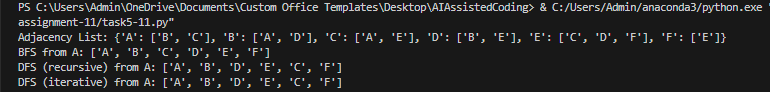 PS C:\Users\Admin\OneDrive\Documents\Custom Office Templates\Desktop\AIAssistedCoding> & C:/Users/Admin/anaconda3/python.exe "
assignment-11/task5-11.py"
Adjacency List: {'A': ['B', 'C'], 'B': ['A', 'D'], 'C': ['A', 'E'], 'D': ['B', 'E'], 'E': ['C', 'D', 'F'], 'F': ['E']}
BFS from A: ['A', 'B', 'C', 'D', 'E', 'F']
DFS (recursive) from A: ['A', 'B', 'D', 'E', 'C', 'F']
DFS (iterative) from A: ['A', 'B', 'D', 'E', 'C', 'F']